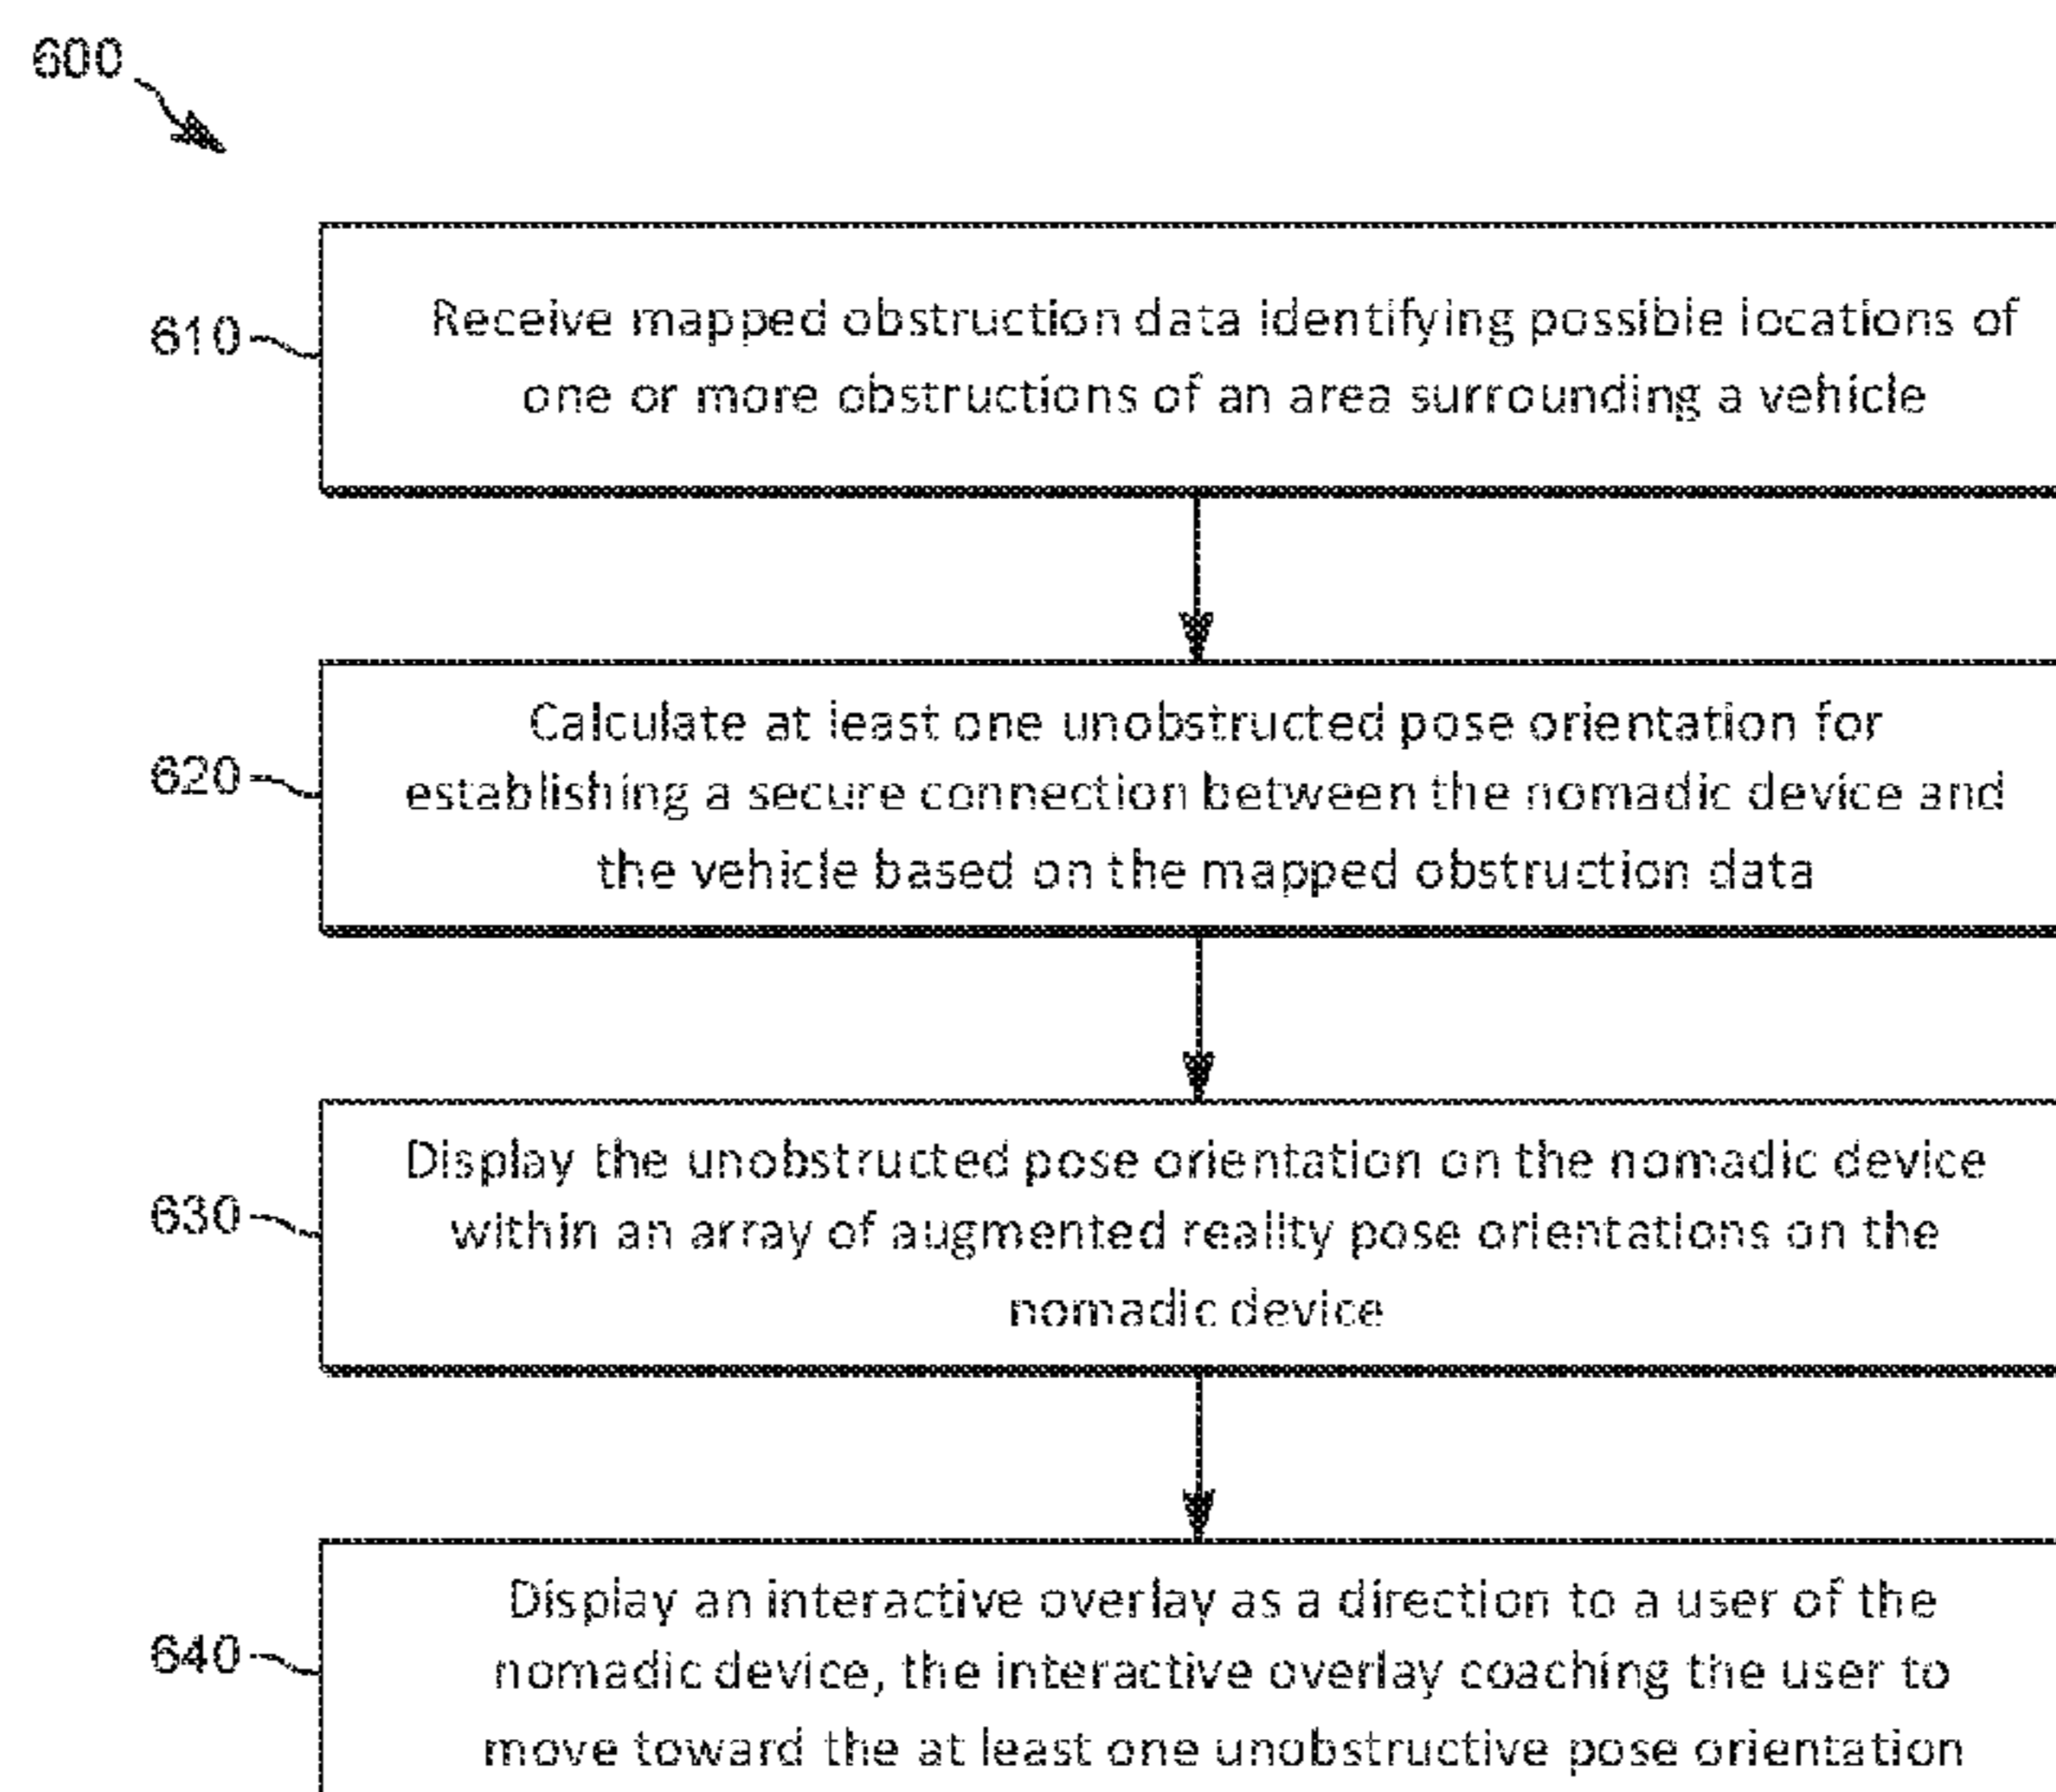 600
610
Receive mapped obstruction data identifying possible locations of
one or more obstructions of an area surrounding a vehicle
620
Calculate at least one unobstructed pose orientation for
establishing a secure connection between the nomadic device and
the vehicle based on the mapped obstruction data
630
Display the unobstructed pose orientation on the nomadic device
within an array of augmented reality pose orientations on the
nomadic device
640
Display an interactive overlay as a direction to a user of the
nomadic device, the interactive overlay coaching the user to
move toward the at least one unobstructive pose orientation